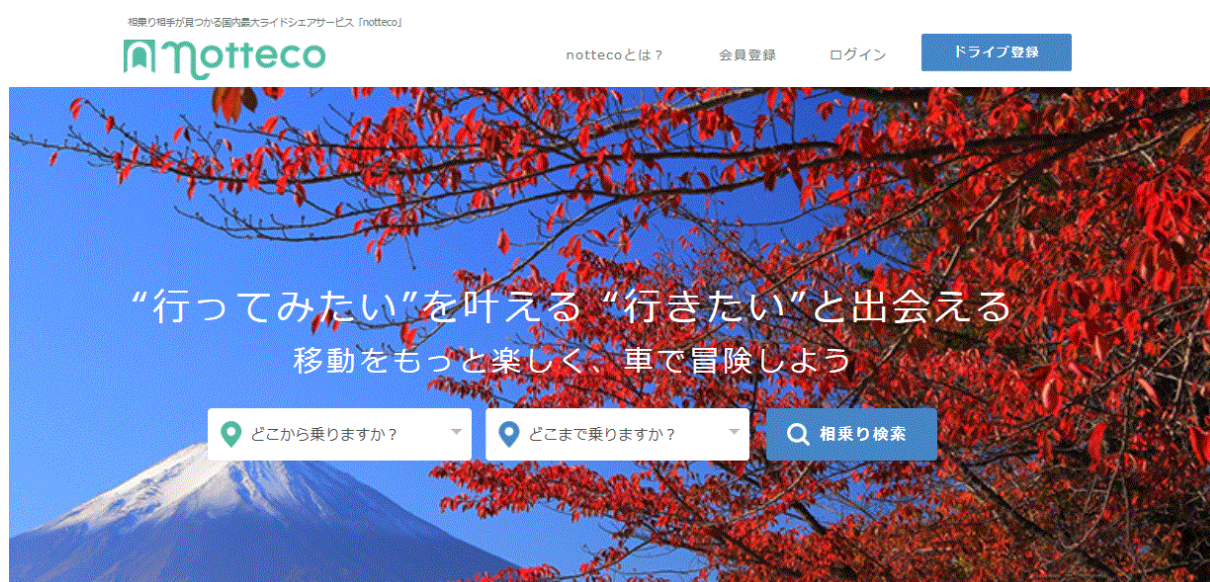 相乗り相手が見つかる国内最大ライドシェアサービス「notteco」
notteco
nottecoとは？
会員登録
ログイン
ドライブ登録
“行ってみたい”を叶える “行きたい”と出会える
移動をもっと楽しく、車で冒険しよう
どこから乗りますか？
どこまで乗りますか？
相乗り検索